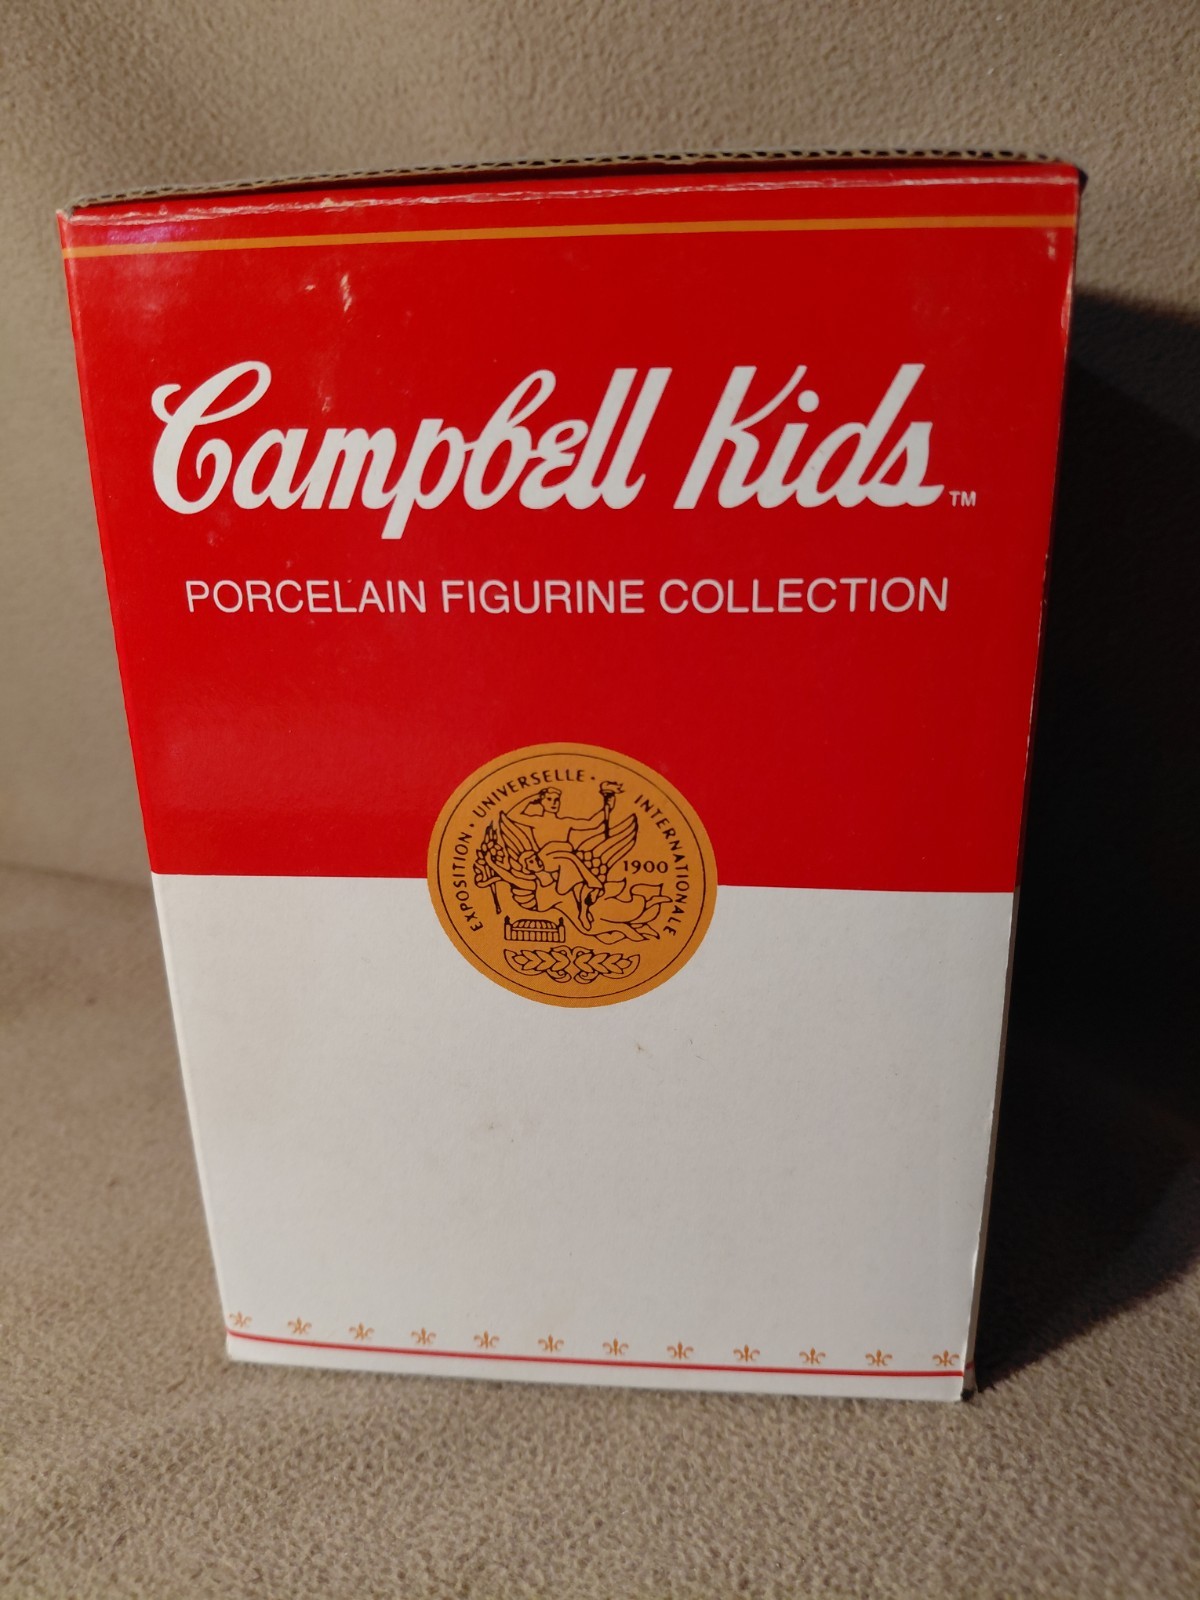 Campbell Kids™
PORCELAIN FIGURINE COLLECTION
EXPOSITION · UNIVERSELLE · INTERNATIONALE
1900